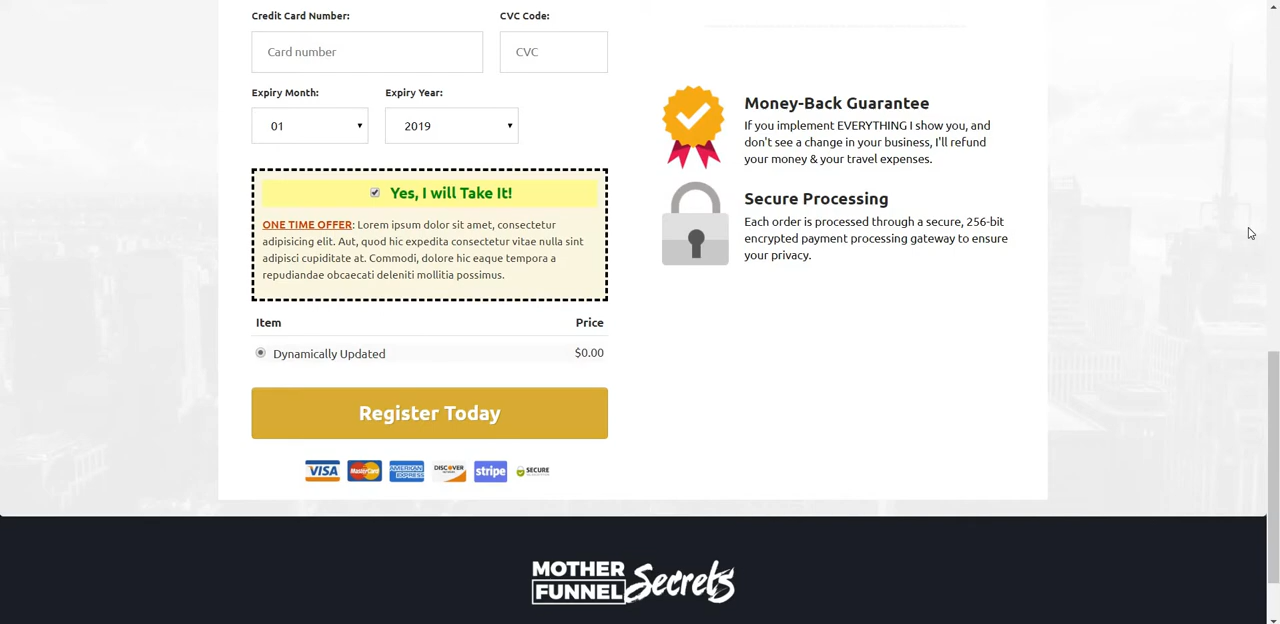 Credit Card Number:
CVC Code:
Card number
CVC
Expiry Month:
Expiry Year:
01
2019
Yes, I will Take It!
ONE TIME OFFER: Lorem ipsum dolor sit amet, consectetur
adipisicing elit. Aut, quod hic expedita consectetur vitae nulla sint
adipisci cupiditate at. Commodi, dolore hic eaque tempora a
repudiandae obcaecati deleniti mollitia possimus.
Item
Price
Dynamically Updated
$0.00
Register Today
VISA
MasterCard
AMERICAN
EXPRESS
DISCOVER
stripe
SECURE
Money-Back Guarantee
If you implement EVERYTHING I show you, and
don't see a change in your business, I'll refund
your money & your travel expenses.
Secure Processing
Each order is processed through a secure, 256-bit
encrypted payment processing gateway to ensure
your privacy.
MOTHER
FUNNEL Secrets